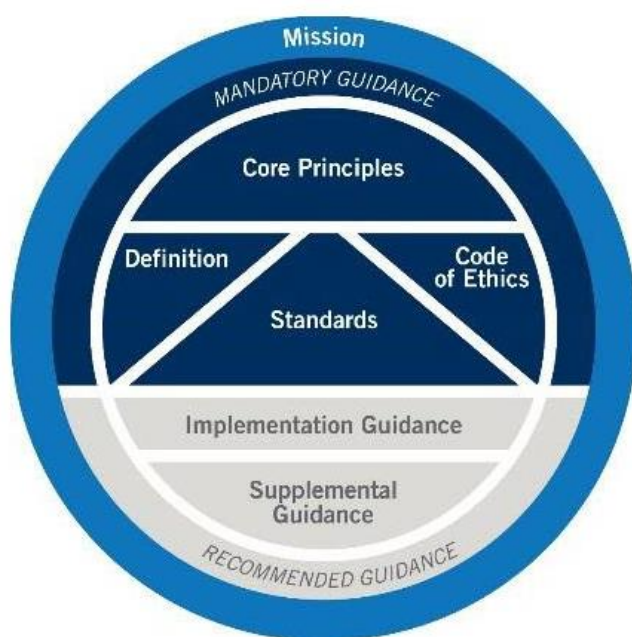 Mission
MANDATORY GUIDANCE
Core Principles
Definition
Code
of Ethics
Standards
Implementation Guidance
Supplemental
Guidance
RECOMMENDED GUIDANCE